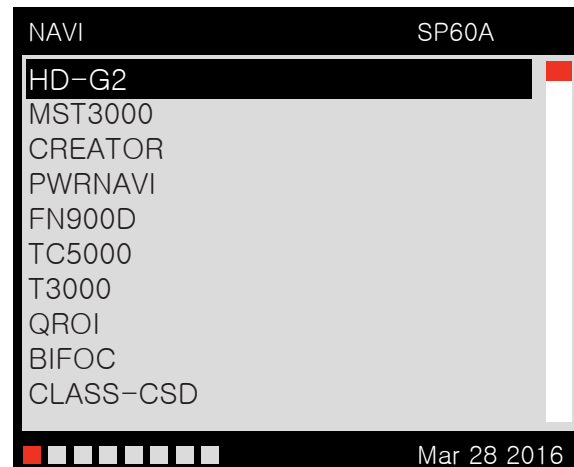 NAVI SP60A
HD-G2
MST3000
CREATOR
PWRNAVI
FN900D
TC5000
T3000
QROI
BIFOC
CLASS-CSD
Mar 28 2016